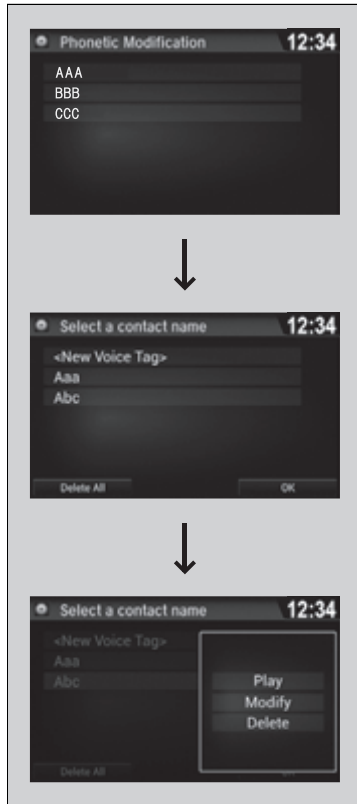 Phonetic Modification 12:34
AAA
BBB
CCC
Select a contact name 12:34
<New Voice Tag>
Aaa
Abc
Delete All OK
Select a contact name 12:34
<New Voice Tag>
Aaa
Abc
Play
Modify
Delete
Delete All